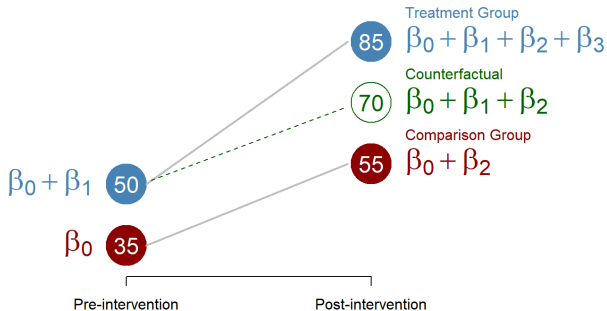 Treatment Group
85 β₀ + β₁ + β₂ + β₃
Counterfactual
70 β₀ + β₁ + β₂
Comparison Group
55 β₀ + β₂
β₀ + β₁ 50
β₀ 35
Pre-intervention Post-intervention